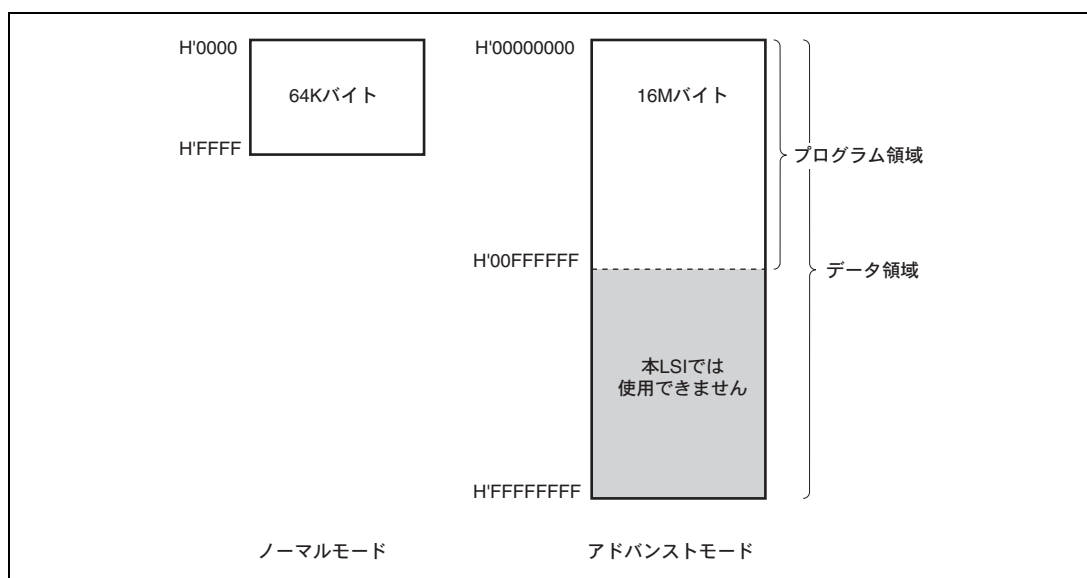 H'0000
64Kバイト
H'FFFF
ノーマルモード
H'00000000
16Mバイト
プログラム領域
H'00FFFFFF
データ領域
本LSIでは
使用できません
H'FFFFFFFF
アドバンストモード